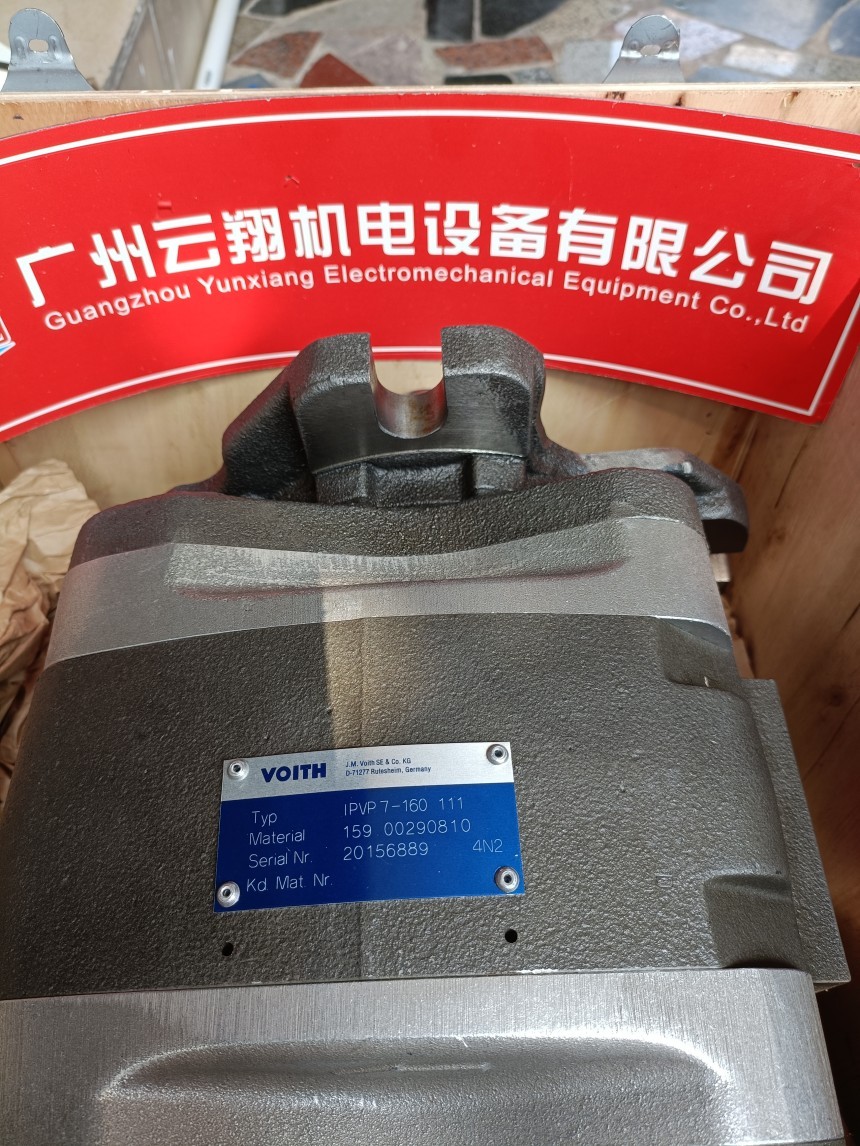 广州云翔机电设备有限公司
Guangzhou Yunxiang Electromechanical Equipment Co.,Ltd
VOITH
J.M. Voith SE & Co. KG
D-71277 Rutesheim, Germany
Typ IPVP 7-160 111
Material 159 00290810
Serial Nr. 20156889 4N2
Kd. Mat. Nr.